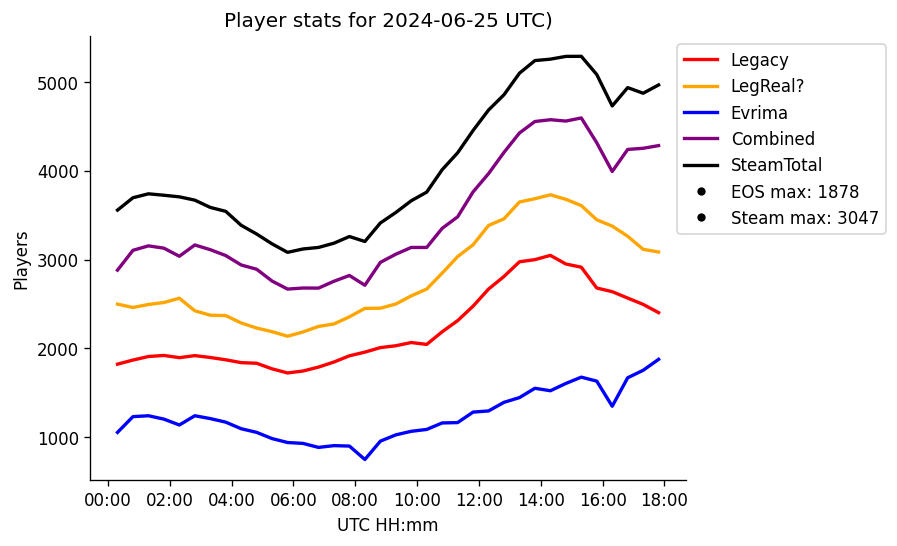 Player stats for 2024-06-25 UTC)
Legacy
LegReal?
Evrima
Combined
SteamTotal
EOS max: 1878
Steam max: 3047
Players
5000
4000
3000
2000
1000
00:00 02:00 04:00 06:00 08:00 10:00 12:00 14:00 16:00 18:00
UTC HH:mm